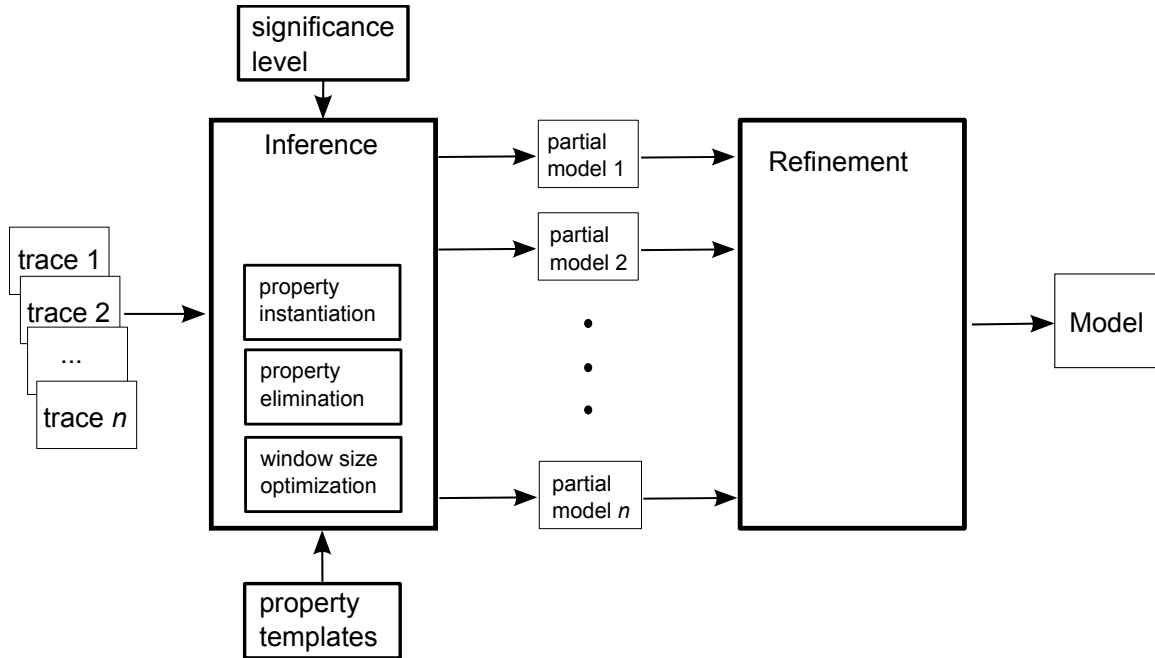 significance
level
Inference
trace 1
trace 2
...
trace n
property
instantiation
property
elimination
window size
optimization
property
templates
partial
model 1
partial
model 2
partial
model n
Refinement
Model